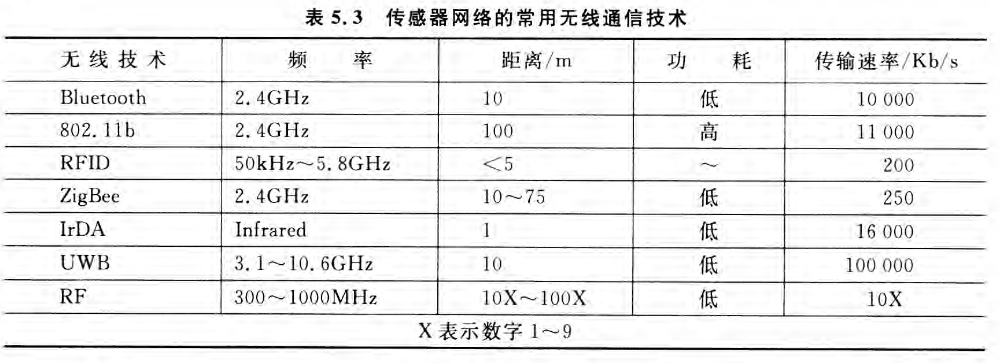 表 5.3 传感器网络的常用无线通信技术
无线技术 频率 距离/m 功耗 传输速率/Kb/s
Bluetooth 2.4GHz 10 低 10 000
802.11b 2.4GHz 100 高 11 000
RFID 50kHz～5.8GHz <5 ～ 200
ZigBee 2.4GHz 10～75 低 250
IrDA Infrared 1 低 16 000
UWB 3.1～10.6GHz 10 低 100 000
RF 300～1000MHz 10X～100X 低 10X
X 表示数字 1～9